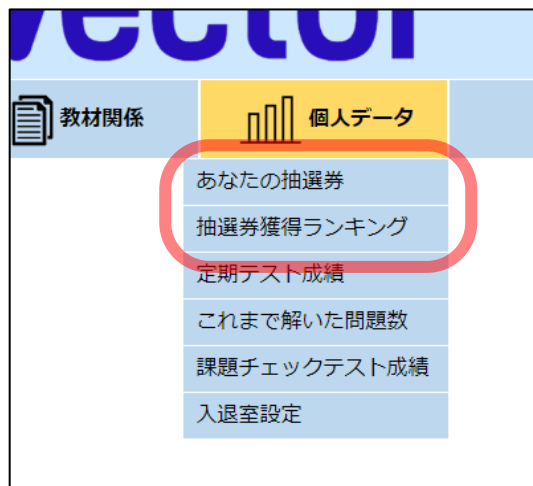 vector
教材関係
個人データ
あなたの抽選券
抽選券獲得ランキング
定期テスト成績
これまで解いた問題数
課題チェックテスト成績
入退室設定